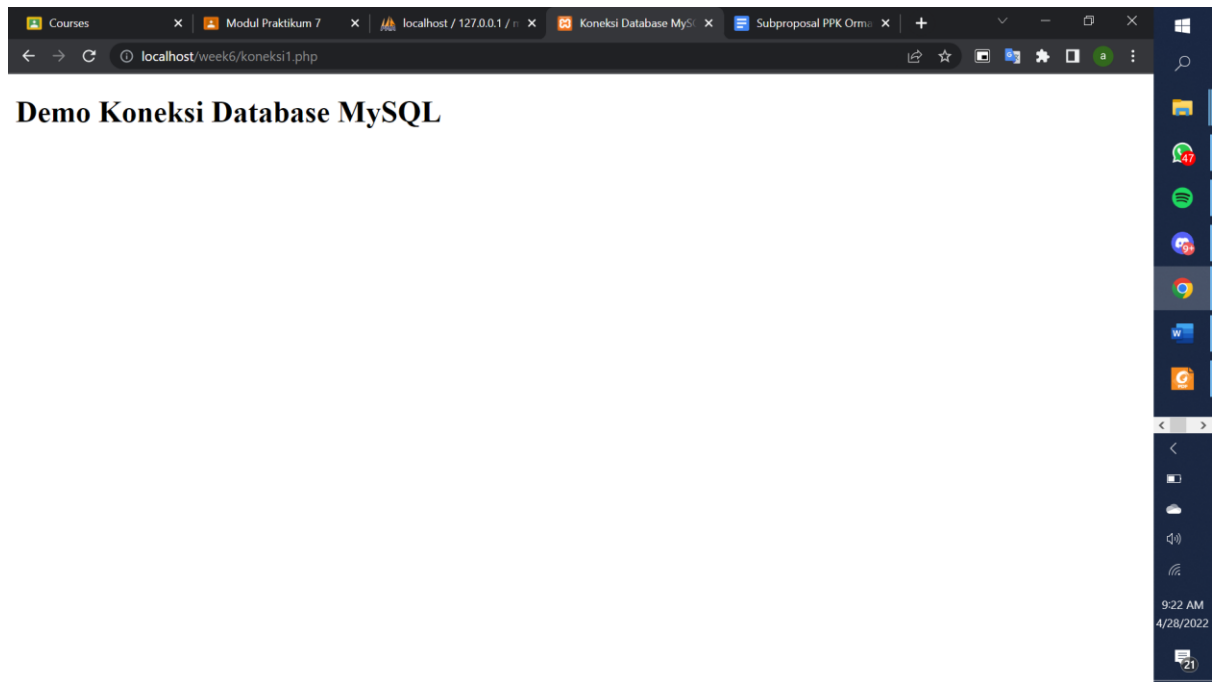 Courses
Modul Praktikum 7
localhost / 127.0.0.1 / n
Koneksi Database MyS
Subproposal PPK Orma
localhost/week6/koneksi1.php
a
Demo Koneksi Database MySQL
47
9+
W
PDF
9:22 AM
4/28/2022
21